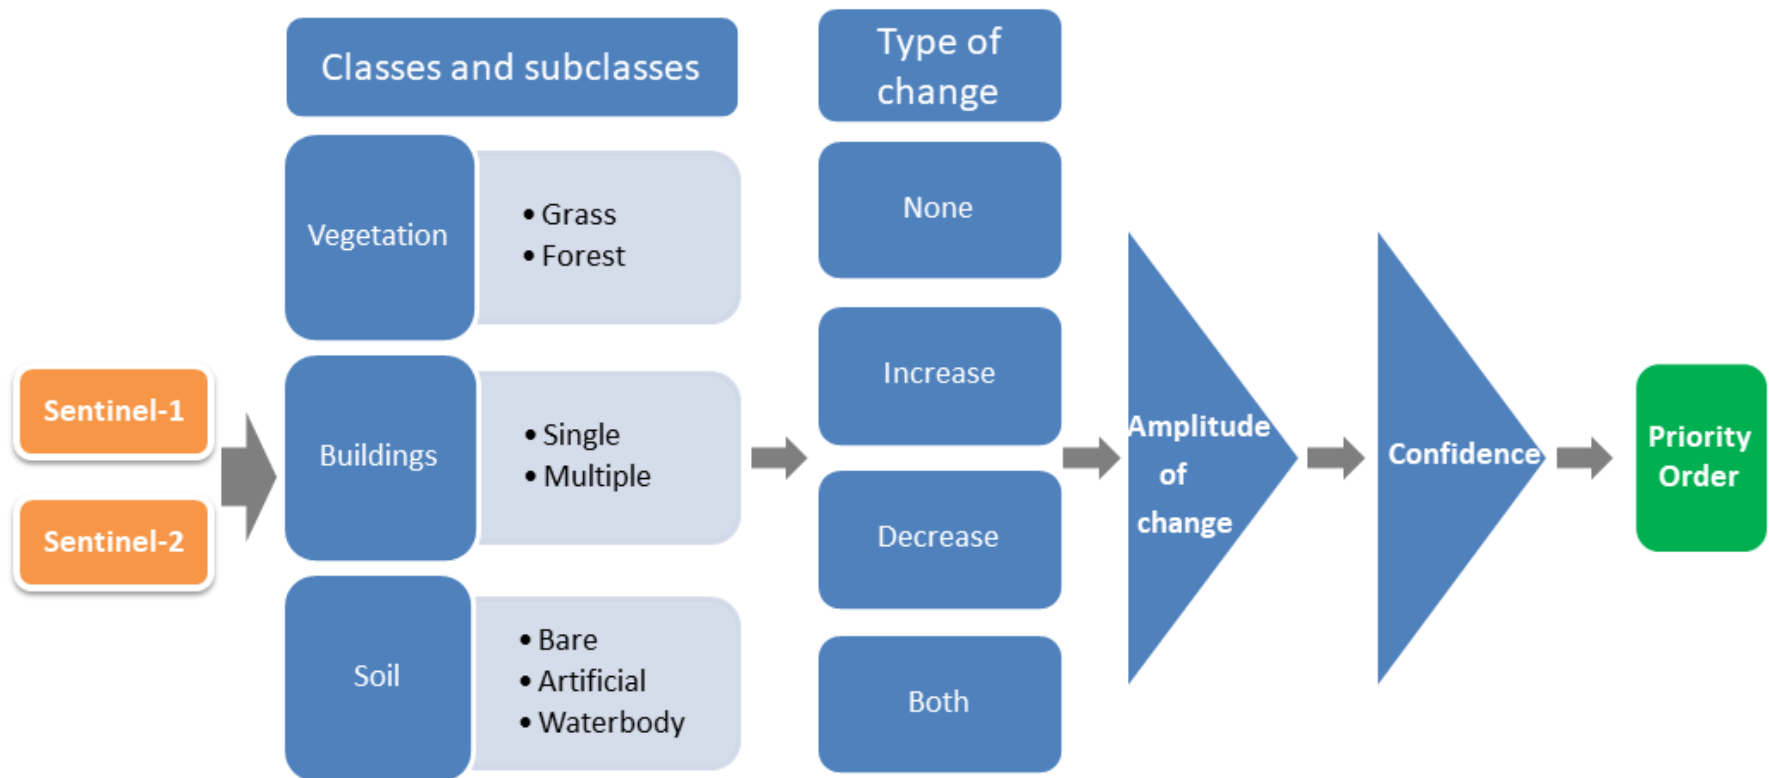 Sentinel-1
Sentinel-2
Classes and subclasses
Vegetation
• Grass
• Forest
Buildings
• Single
• Multiple
Soil
• Bare
• Artificial
• Waterbody
Type of
change
None
Increase
Decrease
Both
Amplitude
of
change
Confidence
Priority
Order